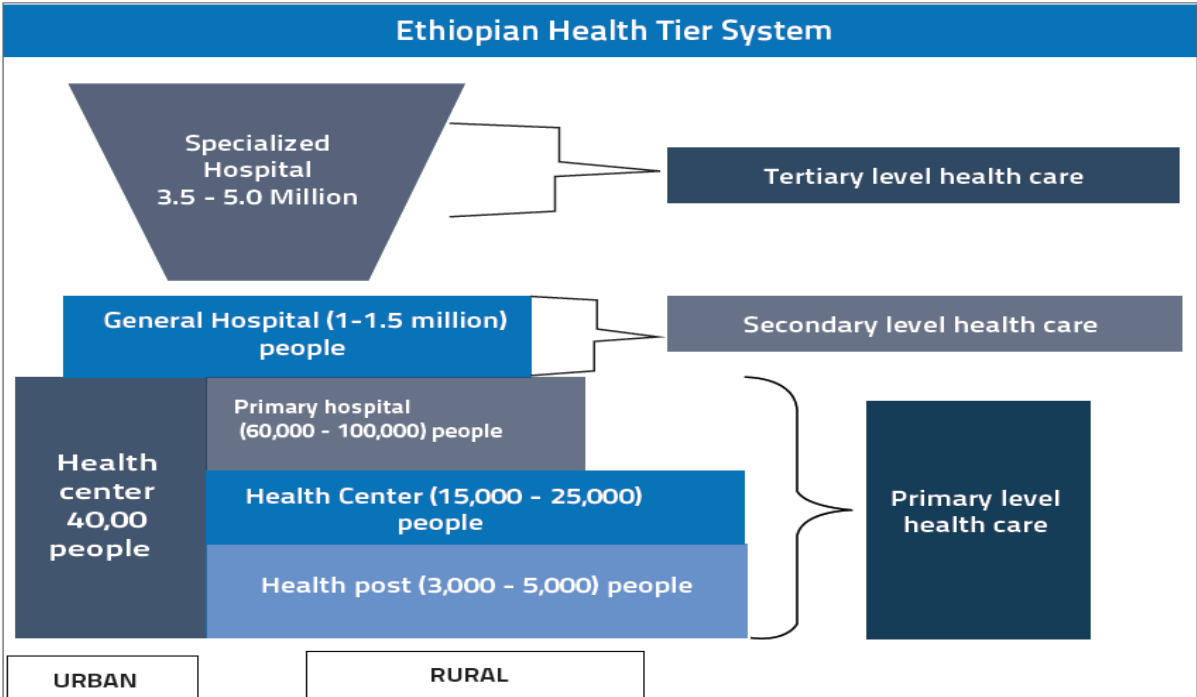 Ethiopian Health Tier System
Specialized
Hospital
3.5 - 5.0 Million
Tertiary level health care
General Hospital (1-1.5 million)
people
Secondary level health care
Primary hospital
(60,000 - 100,000) people
Health
center
40,00
people
Health Center (15,000 - 25,000)
people
Health post (3,000 - 5,000) people
Primary level
health care
URBAN
RURAL